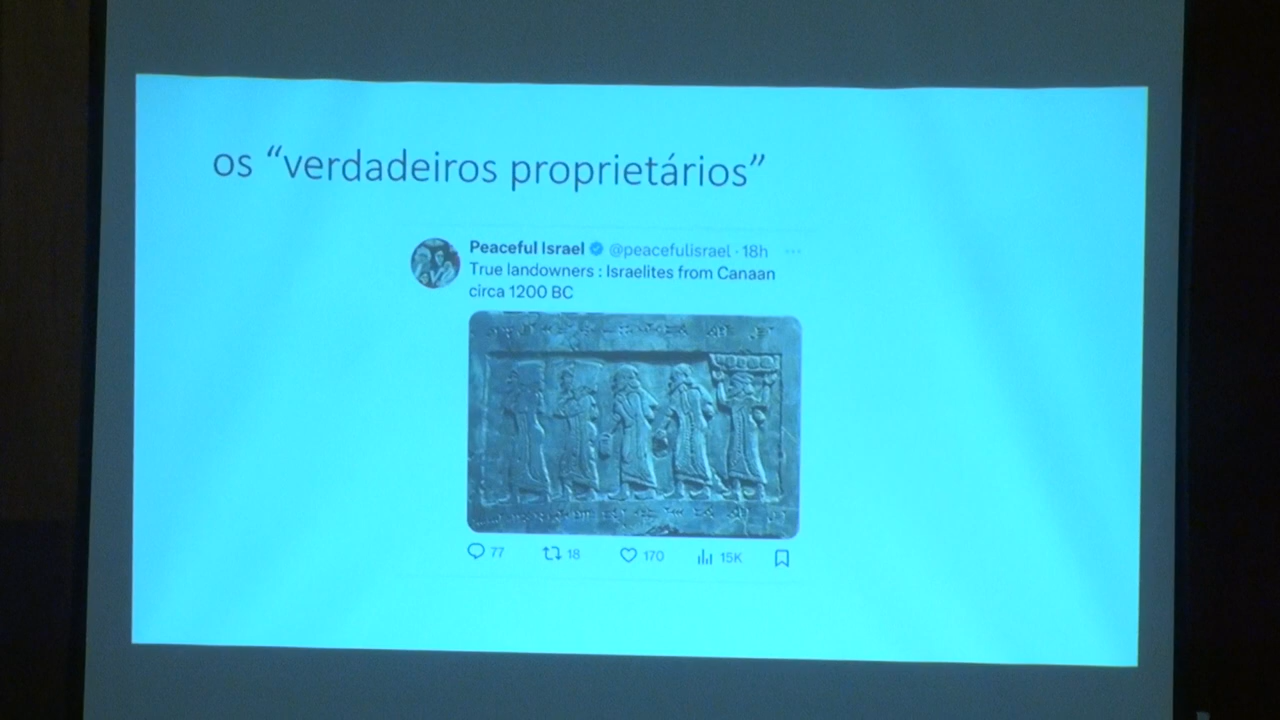 os “verdadeiros proprietários”
Peaceful Israel @peacefulisrael · 18h ...
True landowners : Israelites from Canaan
circa 1200 BC
77 18 170 15K